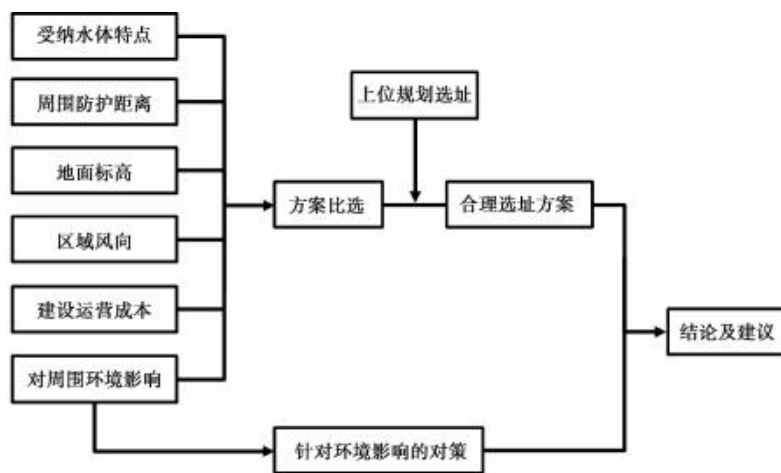 受纳水体特点
周围防护距离
上位规划选址
地面标高
方案比选
合理选址方案
区域风向
建设运营成本
结论及建议
对周围环境影响
针对环境影响的对策